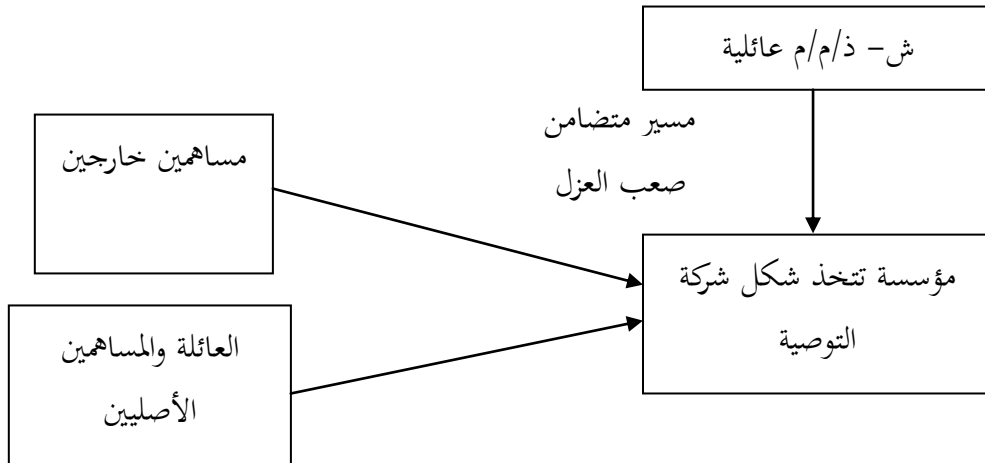 ش– ذ/م/م عائلية
مسير متضامن
صعب العزل
مساهمين خارجين
مؤسسة تتخذ شكل شركة
التوصية
العائلة والمساهمين
الأصليين